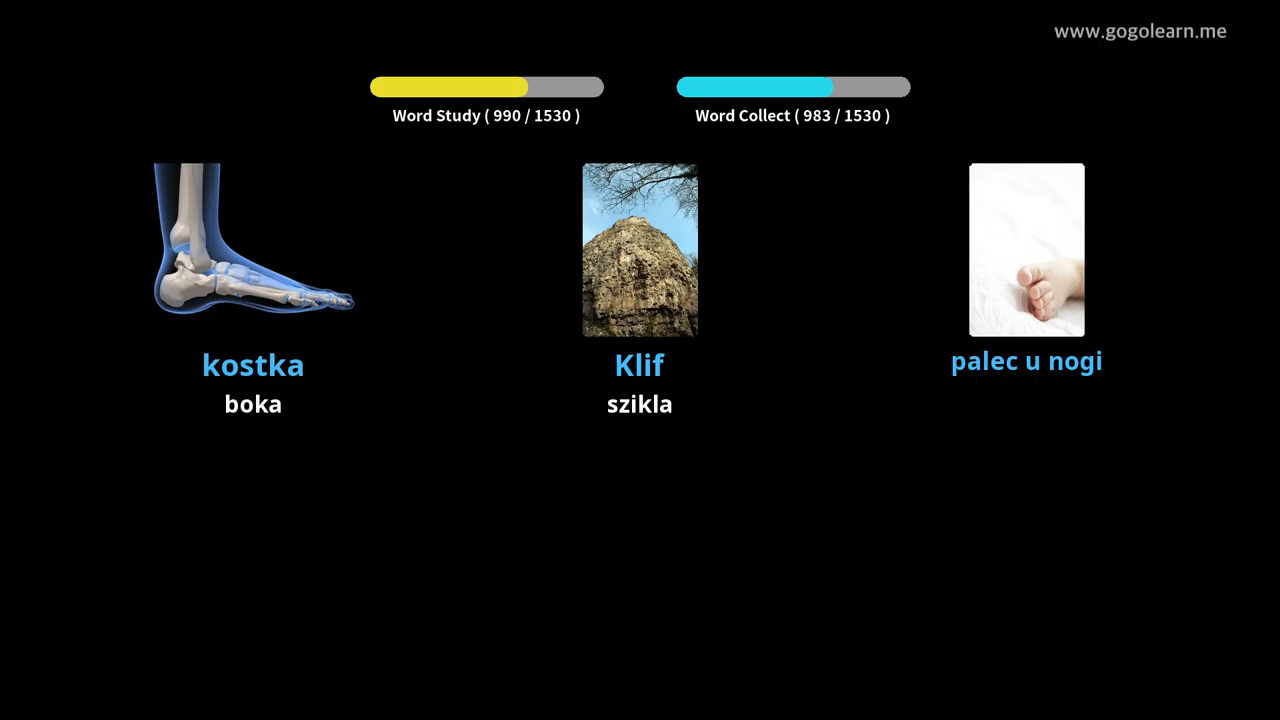 www.gogolearn.me
Word Study ( 990 / 1530 )
Word Collect ( 983 / 1530 )
kostka
boka
Klif
szikla
palec u nogi